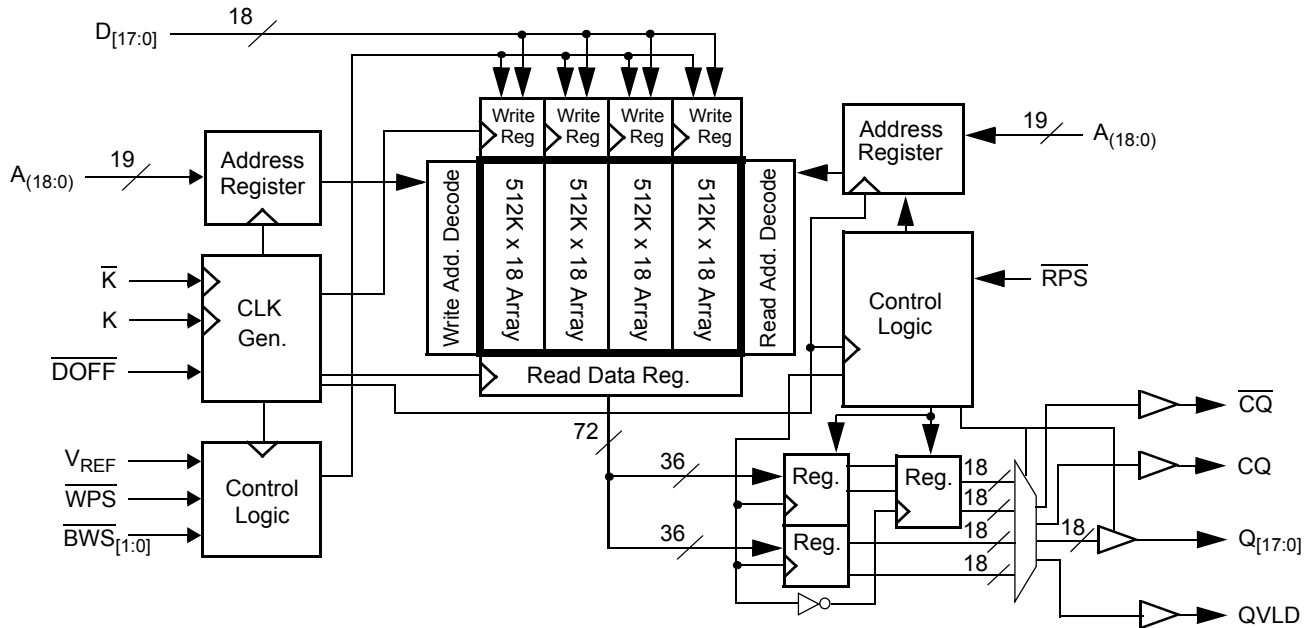 D[17:0]
18
Write Reg
Write Reg
Write Reg
Write Reg
A(18:0)
19
Address
Register
Write Add. Decode
512K x 18 Array
512K x 18 Array
512K x 18 Array
512K x 18 Array
Read Add. Decode
Address
Register
19
A(18:0)
K̅
K
DOFF
CLK
Gen.
Control
Logic
RPS
Read Data Reg.
VREF
WPS
BWS[1:0]
Control
Logic
72
36
36
Reg.
Reg.
Reg.
18
18
18
18
18
CQ
CQ
Q[17:0]
QVLD